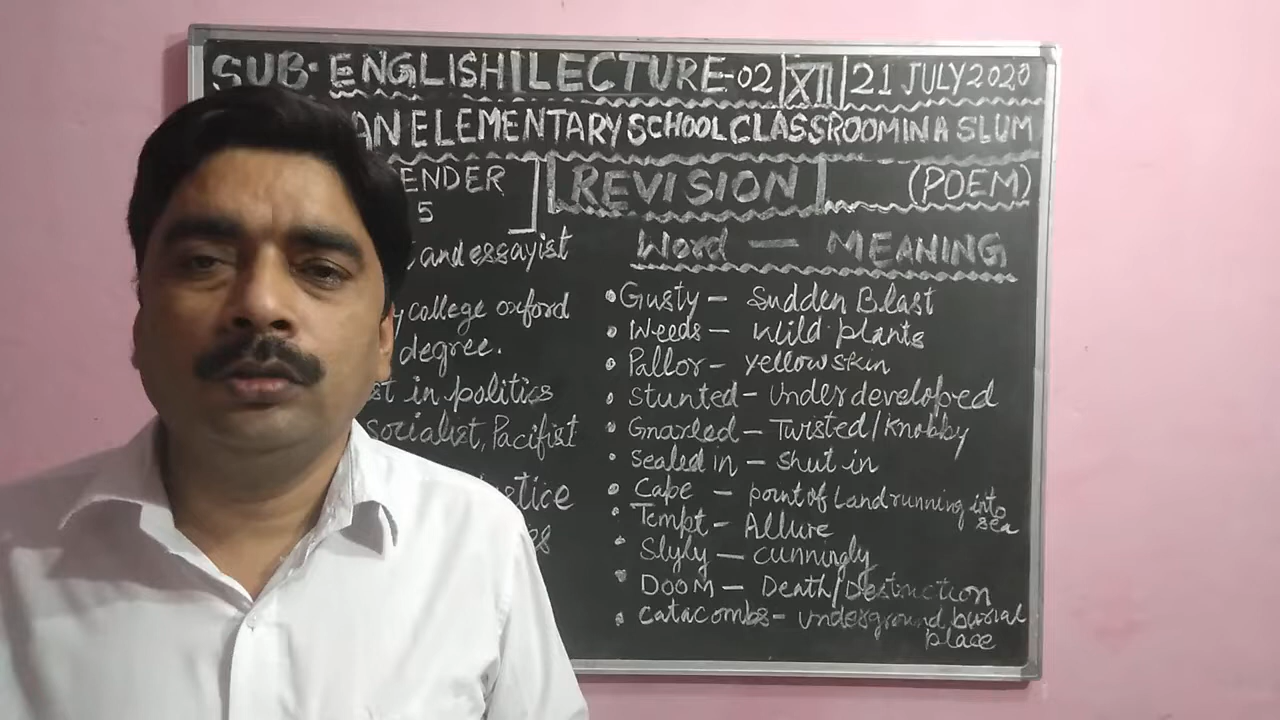 SUB. ENGLISH LECTURE-02 XII 21 JULY 2020
AN ELEMENTARY SCHOOL CLASSROOM IN A SLUM
ENDER
5
REVISION
(POEM)
and essayist
college oxford
degree.
in politics
socialist, Pacifist
Word — MEANING
• Gusty — Sudden Blast
• Weeds — Wild plants
• Pallor — yellow skin
• Stunted — Under developed
• Gnarled — Twisted/Knobby
• Sealed in — Shut in
• Cape — point of Land running into sea
• Tempt — Allure
• Slyly — cunningly
• DOOM — Death/Destruction
• Catacombs — underground burial
place